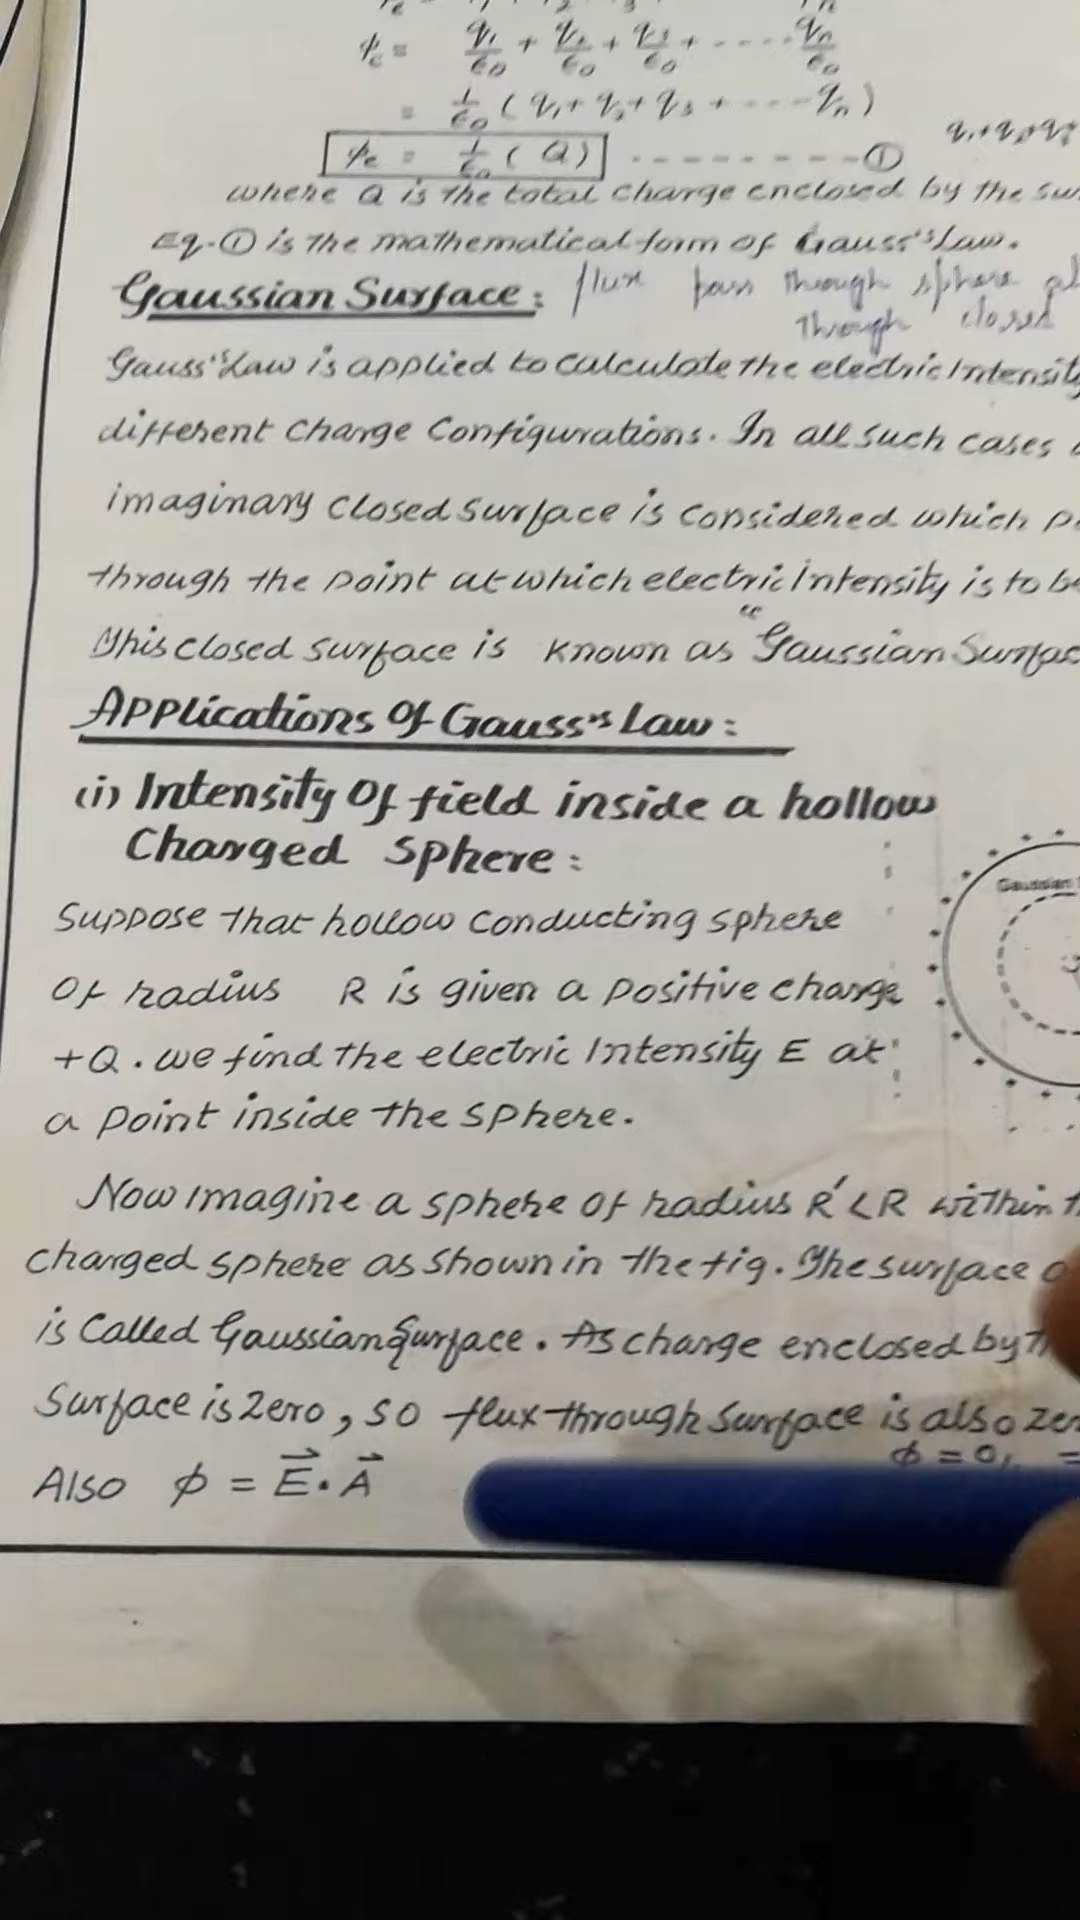 φe = q1/ε0 + q2/ε0 + q3/ε0 + ---- qn/ε0
= 1/ε0 ( q1 + q2 + q3 + ---- qn )
φe = 1/ε0 ( Q ) --------- ①
where Q is the total charge enclosed by the
Eq-① is the mathematical form of Gauss's Law.
Gaussian Surface: flux pass through sphere
through closed
Gauss's Law is applied to calculate the electric Intensity
different Charge Configurations. In all such cases
imaginary closed surface is considered which
through the point at which electric intensity is to be
This closed surface is known as "Gaussian
Applications Of Gauss's Law:
(i) Intensity Of field inside a hollow
Charged Sphere:
Gaussian
Suppose that hollow conducting sphere
Of radius R is given a positive charge
+Q. we find the electric Intensity E at
a point inside the sphere.
Now imagine a sphere of radius R' < R within
charged sphere as shown in the fig. The surface
is Called Gaussian Surface. As charge enclosed by
Surface is Zero, so flux through surface is also
φ = 0, =
Also φ = E⃗ . A⃗